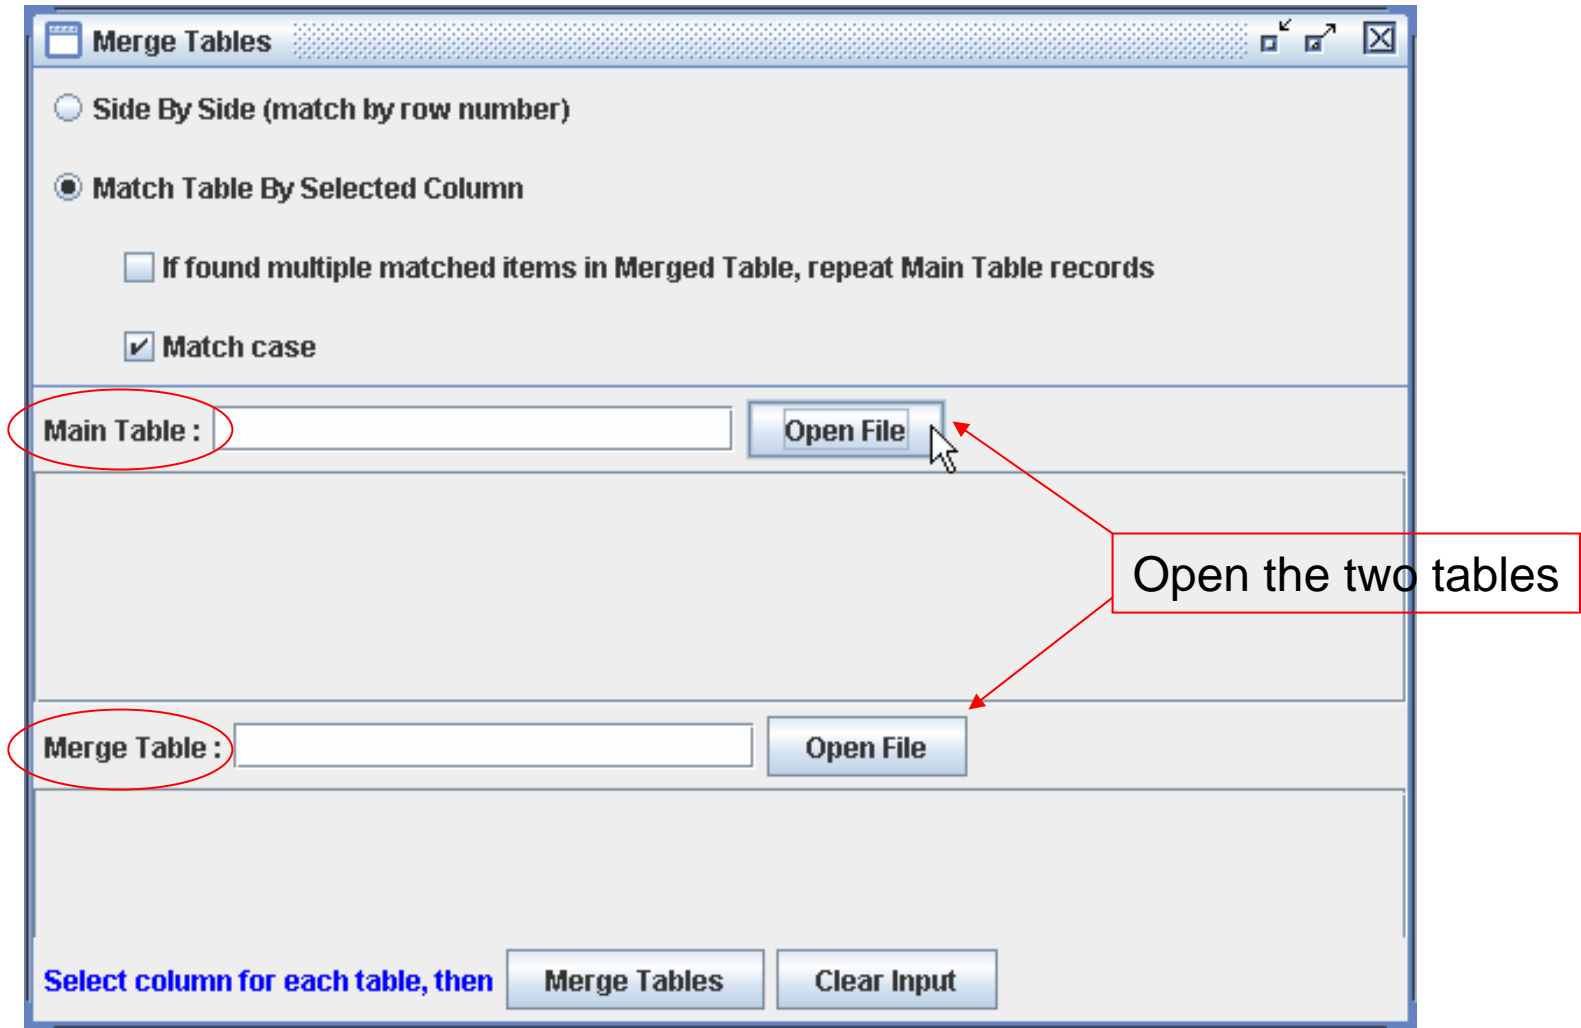 Merge Tables
Side By Side (match by row number)
Match Table By Selected Column
If found multiple matched items in Merged Table, repeat Main Table records
Match case
Main Table :
Open File
Open the two tables
Merge Table :
Open File
Select column for each table, then
Merge Tables
Clear Input